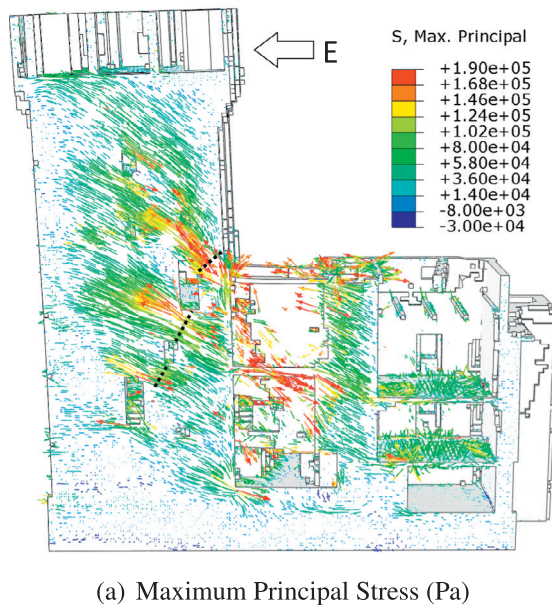 E
S, Max. Principal
+1.90e+05
+1.68e+05
+1.46e+05
+1.24e+05
+1.02e+05
+8.00e+04
+5.80e+04
+3.60e+04
+1.40e+04
-8.00e+03
-3.00e+04
(a) Maximum Principal Stress (Pa)